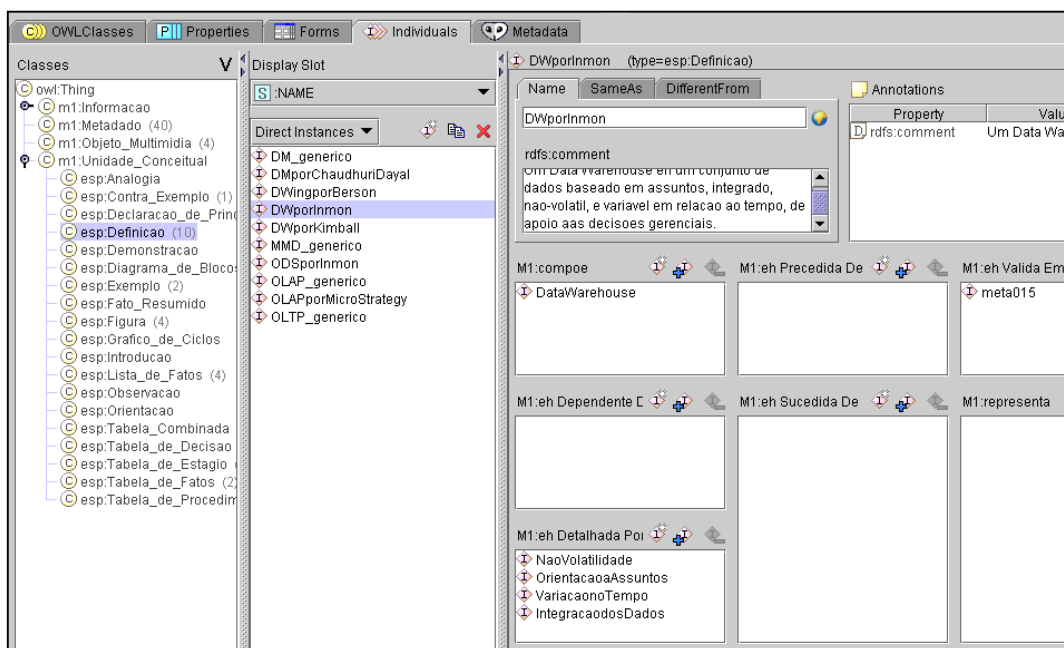 OWLClasses Properties Forms Individuals Metadata
Classes V
owl:Thing
m1:Informacao
m1:Metadado (40)
m1:Objeto_Multimidia (4)
m1:Unidade_Conceitual
esp:Analogia
esp:Contra_Exemplo (1)
esp:Declaracao_de_Princ
esp:Definicao (10)
esp:Demonstracao
esp:Diagrama_de_Blocos
esp:Exemplo (2)
esp:Fato_Resumido
esp:Figura (4)
esp:Grafico_de_Ciclos
esp:Introducao
esp:Lista_de_Fatos (4)
esp:Observacao
esp:Orientacao
esp:Tabela_Combinada
esp:Tabela_de_Decisao
esp:Tabela_de_Estagio
esp:Tabela_de_Fatos (2)
esp:Tabela_de_Procedim
Display Slot
S :NAME
Direct Instances
DM_generico
DMporChaudhuriDayal
DWingporBerson
DWporInmon
DWporKimball
MMD_generico
ODSporInmon
OLAP_generico
OLAPporMicroStrategy
OLTP_generico
DWporInmon (type=esp:Definicao)
Name SameAs DifferentFrom
DWporInmon
rdfs:comment
Um Data Warehouse eh um conjunto de
dados baseado em assuntos, integrado,
nao-volatil, e variavel em relacao ao tempo, de
apoio aas decisoes gerenciais.
Annotations
Property Valu
rdfs:comment Um Data Wa
M1:compoe
DataWarehouse
M1:eh Precedida De
M1:eh Valida Em
meta015
M1:eh Dependente D
M1:eh Sucedida De
M1:representa
M1:eh Detalhada Por
NaoVolatilidade
OrientacaoaAssuntos
VariacaonoTempo
IntegracaodosDados